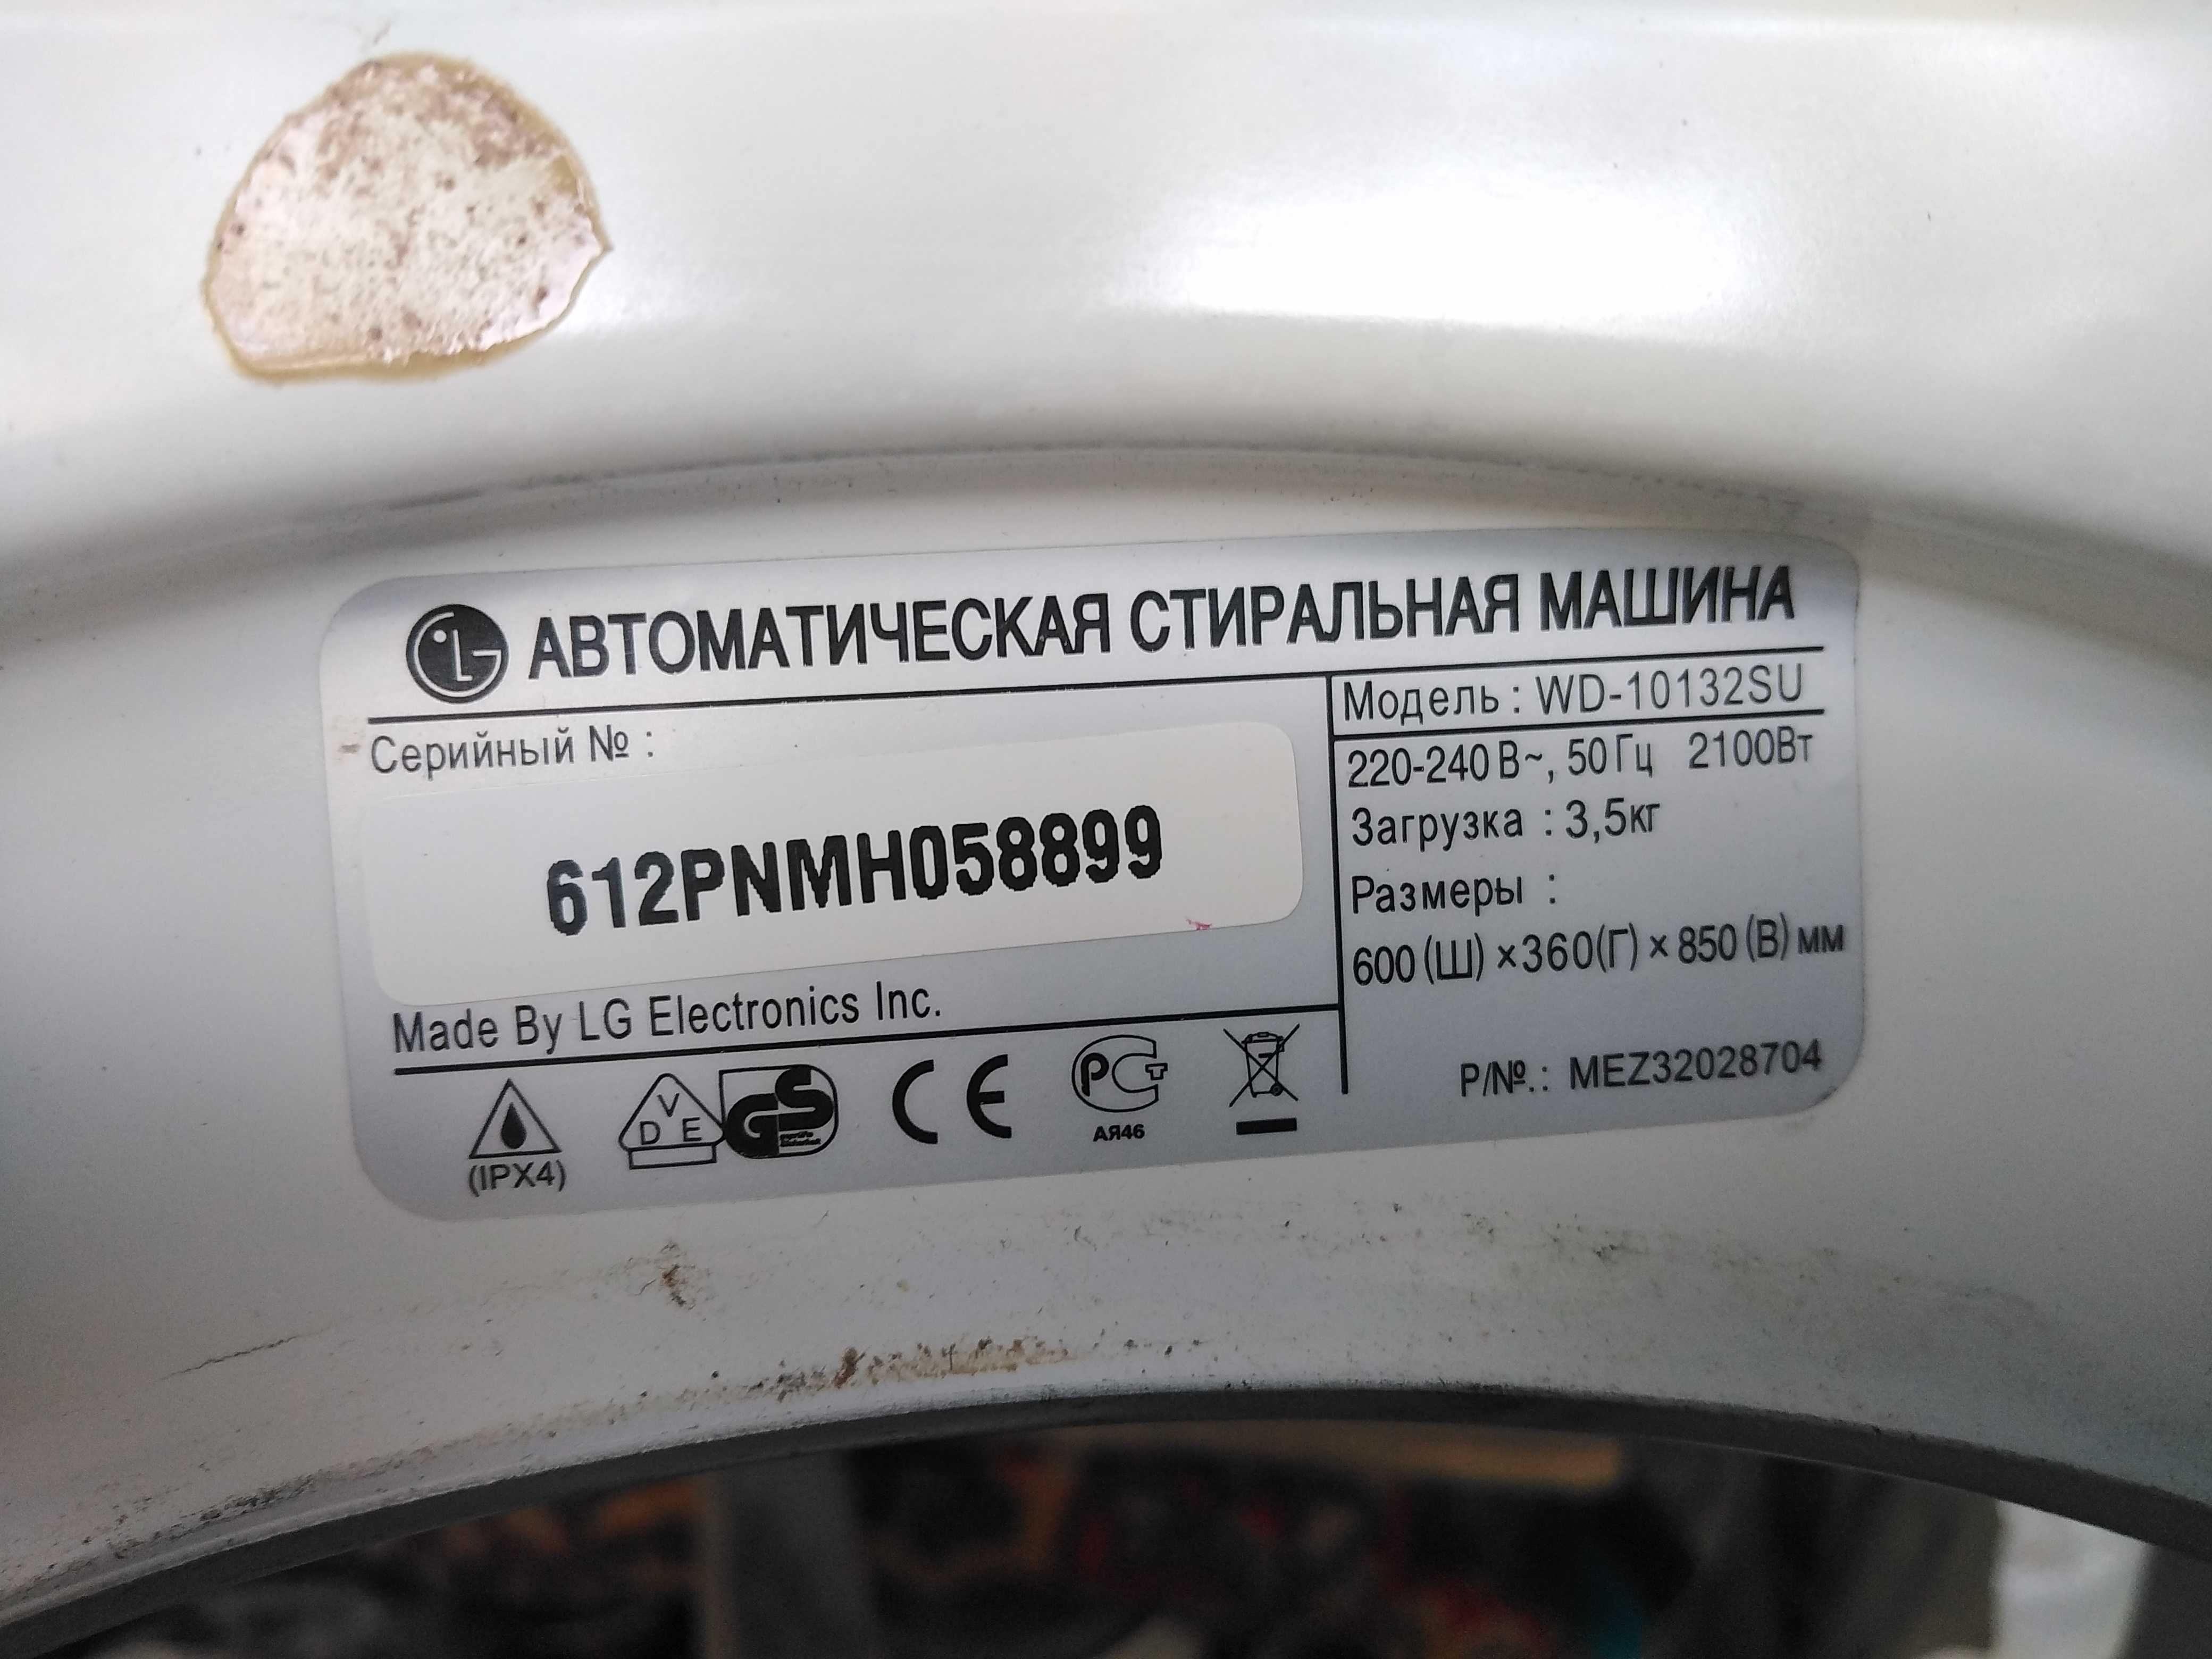 LG АВТОМАТИЧЕСКАЯ СТИРАЛЬНАЯ МАШИНА
Серийный № :
612PNMH058899
Made By LG Electronics Inc.
Модель : WD-10132SU
220-240 В~, 50 Гц 2100Вт
Загрузка : 3,5кг
Размеры :
600 (Ш) ×360(Г) × 850 (В) мм
P/№.: MEZ32028704
(IPX4)
VDE
GS
CE
РСТ
АЯ46